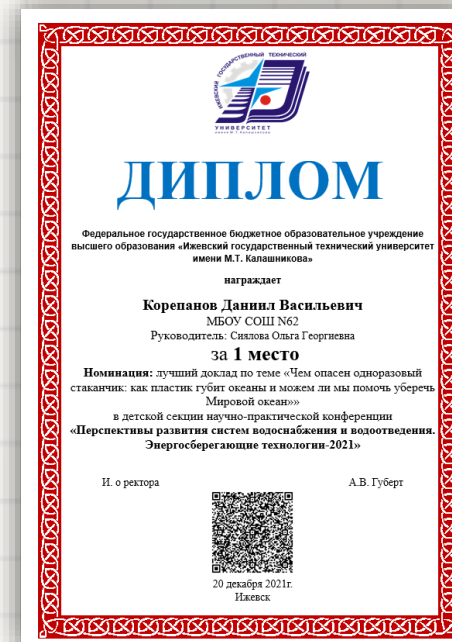 ИЖЕВСКИЙ ГОСУДАРСТВЕННЫЙ ТЕХНИЧЕСКИЙ
УНИВЕРСИТЕТ
ДИПЛОМ
Федеральное государственное бюджетное образовательное учреждение
высшего образования «Ижевский государственный технический университет
имени М.Т. Калашникова»
награждает
Корепанов Даниил Васильевич
МБОУ СОШ N62
Руководитель: Сиялова Ольга Георгиевна
за 1 место
Номинация: лучший доклад по теме «Чем опасен одноразовый
стаканчик: как пластик губит океаны и можем ли мы помочь уберечь
Мировой океан»»
в детской секции научно-практической конференции
«Перспективы развития систем водоснабжения и водоотведения.
Энергосберегающие технологии-2021»
И. о ректора А.В. Губерт
20 декабря 2021г.
Ижевск